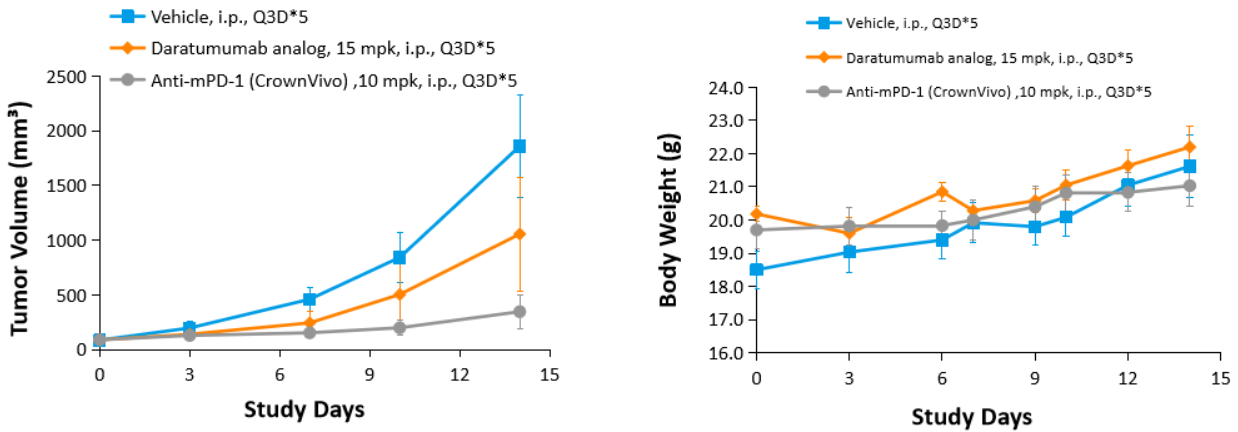 Vehicle, i.p., Q3D*5
Daratumumab analog, 15 mpk, i.p., Q3D*5
Anti-mPD-1 (CrownVivo) ,10 mpk, i.p., Q3D*5
Tumor Volume (mm³)
2500
2000
1500
1000
500
0
0 3 6 9 12 15
Study Days
Vehicle, i.p., Q3D*5
Daratumumab analog, 15 mpk, i.p., Q3D*5
Anti-mPD-1 (CrownVivo) ,10 mpk, i.p., Q3D*5
Body Weight (g)
24.0
23.0
22.0
21.0
20.0
19.0
18.0
17.0
16.0
0 3 6 9 12 15
Study Days